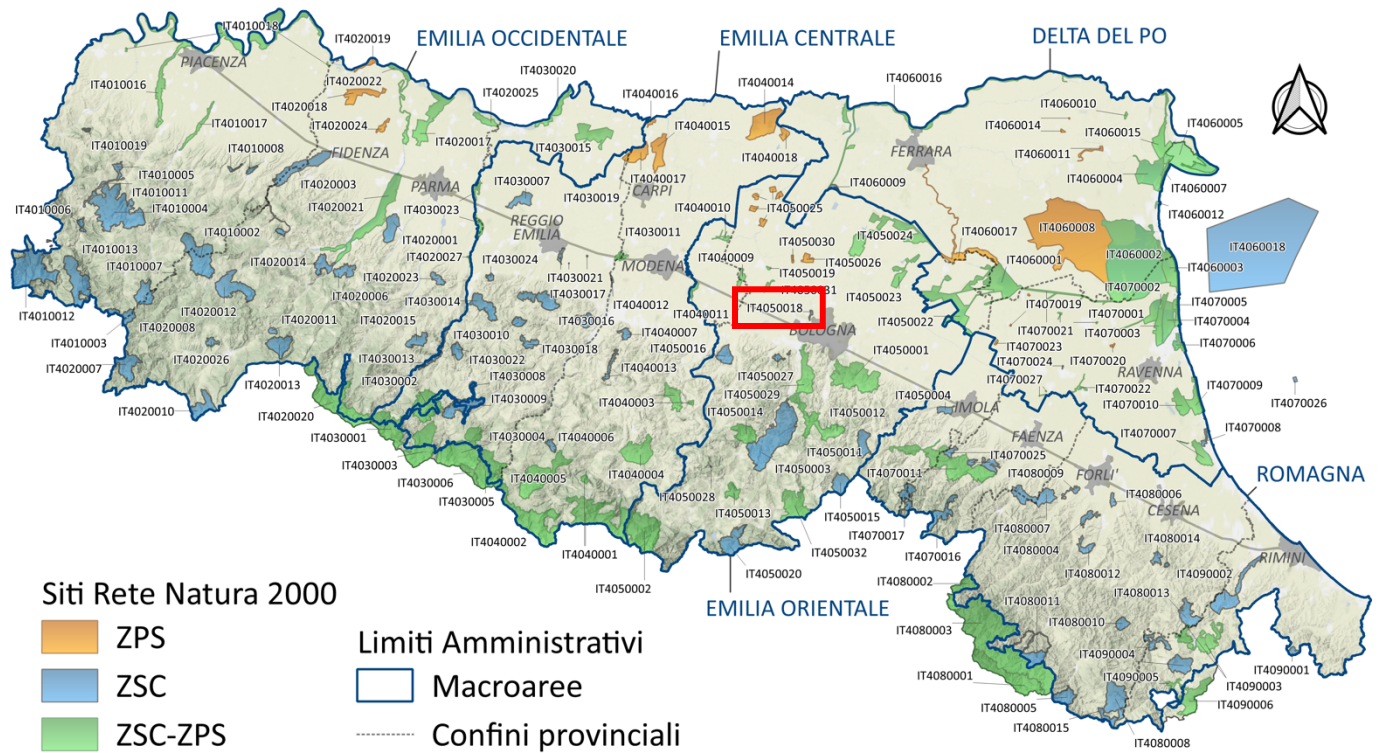 IT4010018
IT4020019
EMILIA OCCIDENTALE
EMILIA CENTRALE
DELTA DEL PO
PIACENZA
IT4010016
IT4020022
IT4030020
IT4040016
IT4040014
IT4060016
IT4020018
IT4020025
IT4040015
IT4060010
IT4060005
IT4010017
IT4020024
IT4020017
IT4030015
IT4040018
IT4060014
IT4060015
IT4010019
IT4010008
FIDENZA
FERRARA
IT4060011
IT4010005
IT4020003
PARMA
IT4030007
IT4040017
IT4060009
IT4060004
IT4060007
IT4010011
IT4010004
IT4020021
IT4030023
IT4030019
CARPI
IT4040010
IT4050025
IT4060012
IT4010006
IT4010002
REGGIO
EMILIA
IT4030011
IT4050024
IT4060008
IT4010013
IT4020001
IT4050030
IT4060017
IT4060002
IT4060018
IT4010007
IT4020014
IT4020027
IT4030024
MODENA
IT4040009
IT4050026
IT4060001
IT4060003
IT4020023
IT4030021
IT4050019
IT4050023
IT4070002
IT4010012
IT4020012
IT4020006
IT4030014
IT4030017
IT4040012
IT4050031
IT4070019
IT4070005
IT4010003
IT4020008
IT4020011
IT4020015
IT4030010
IT4030016
IT4040011
IT4050018
IT4050022
IT4070001
IT4070004
IT4020007
IT4020026
IT4030013
IT4030022
IT4030018
IT4040007
IT4050016
BOLOGNA
IT4050001
IT4070021
IT4070003
IT4070006
IT4020013
IT4030002
IT4030008
IT4040013
IT4050027
IT4070023
IT4070024
IT4070020
RAVENNA
IT4020010
IT4020020
IT4030009
IT4040003
IT4050029
IT4050004
IT4070027
IT4070022
IT4070009
IT4070026
IT4030001
IT4030004
IT4040006
IT4050014
IT4050012
IMOLA
IT4070010
IT4070008
IT4030003
IT4050011
FAENZA
IT4070007
IT4030006
IT4040005
IT4040004
IT4050003
IT4070011
IT4070025
IT4080009
FORLI'
ROMAGNA
IT4030005
IT4050028
IT4050013
IT4050015
IT4080007
IT4080006
CESENA
IT4040002
IT4040001
IT4070017
IT4070016
IT4080004
IT4080014
RIMINI
IT4050002
IT4050020
IT4050032
IT4080002
IT4080012
IT4090002
EMILIA ORIENTALE
IT4080011
IT4080013
IT4080003
IT4080010
IT4090004
IT4090001
IT4080001
IT4090005
IT4090003
IT4080005
IT4090006
IT4080015
IT4080008
Siti Rete Natura 2000
ZPS
Limiti Amministrativi
ZSC
Macroaree
ZSC-ZPS
Confini provinciali